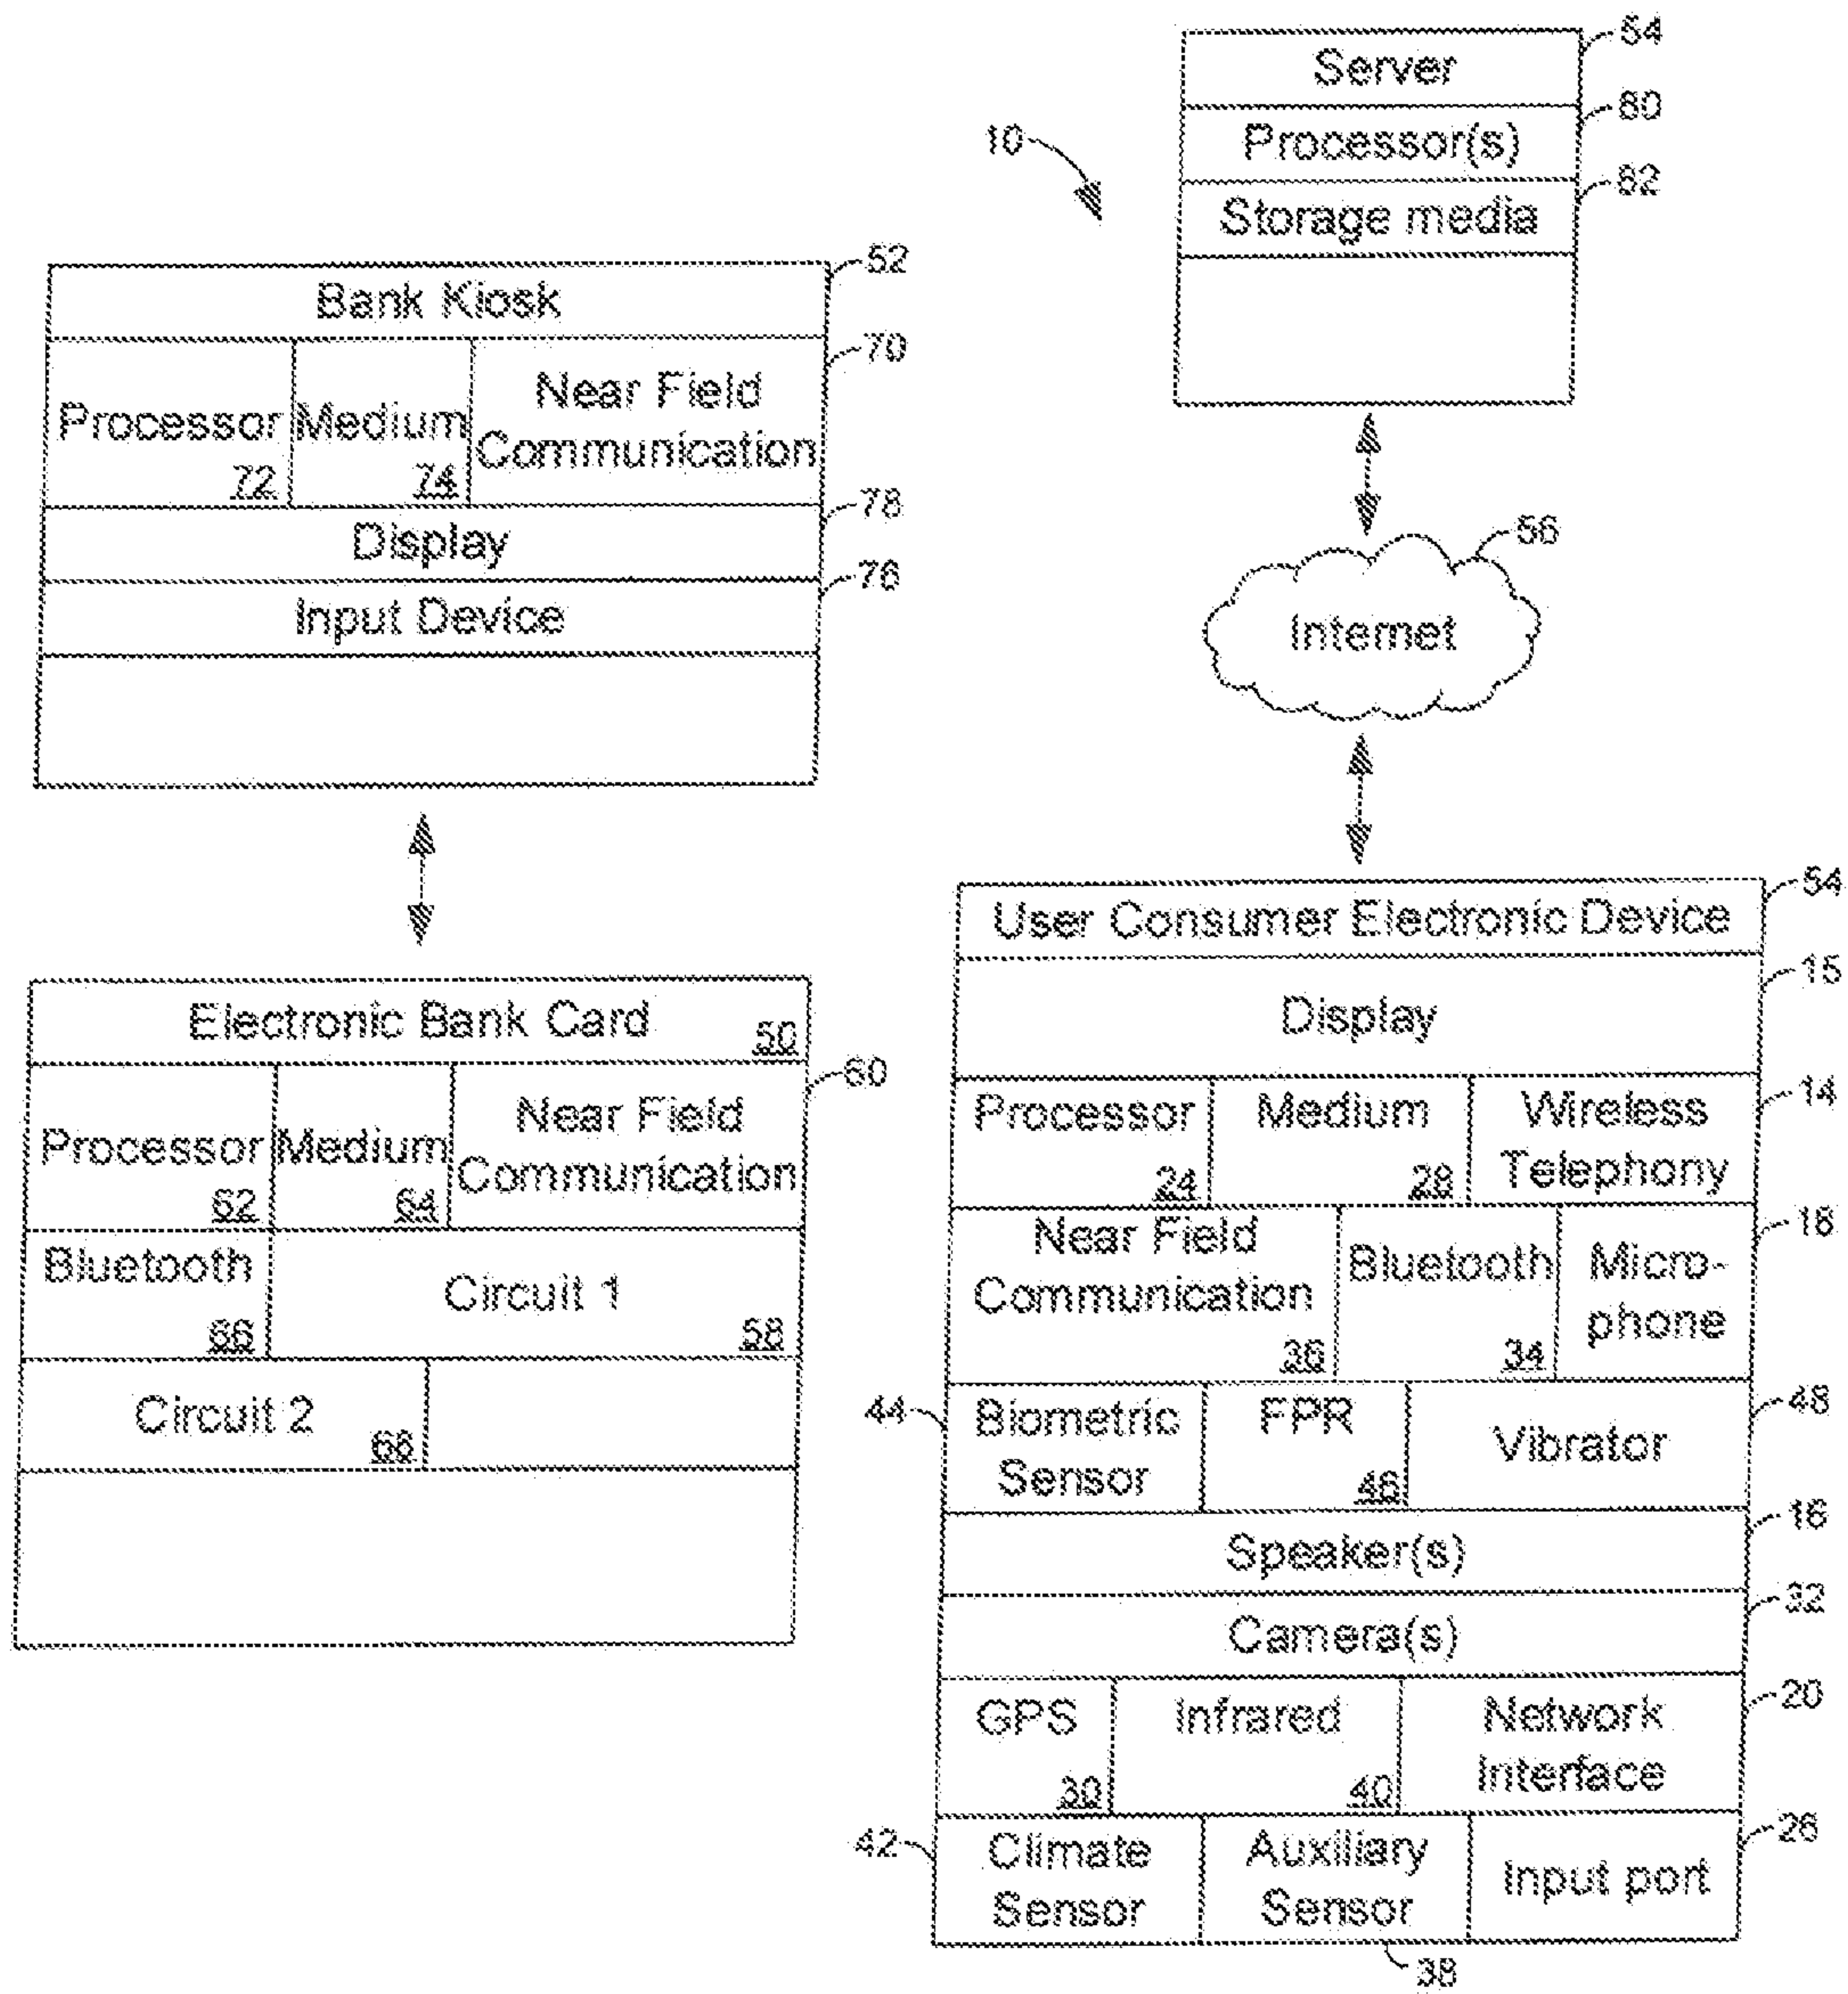 10
Server
54
Processor(s)
80
Storage media
82
Bank Kiosk
52
Processor
72
Medium
74
Near Field
Communication
70
Display
78
Input Device
76
Internet
56
Electronic Bank Card
50
Processor
62
Medium
64
Near Field
Communication
60
Bluetooth
66
Circuit 1
58
Circuit 2
68
User Consumer Electronic Device
54
Display
15
Processor
24
Medium
28
Wireless
Telephony
14
Near Field
Communication
36
Bluetooth
34
Micro-
phone
18
44
Biometric
Sensor
FPR
46
Vibrator
48
Speaker(s)
16
Camera(s)
32
GPS
30
Infrared
40
Network
Interface
20
42
Climate
Sensor
Auxiliary
Sensor
38
Input port
26